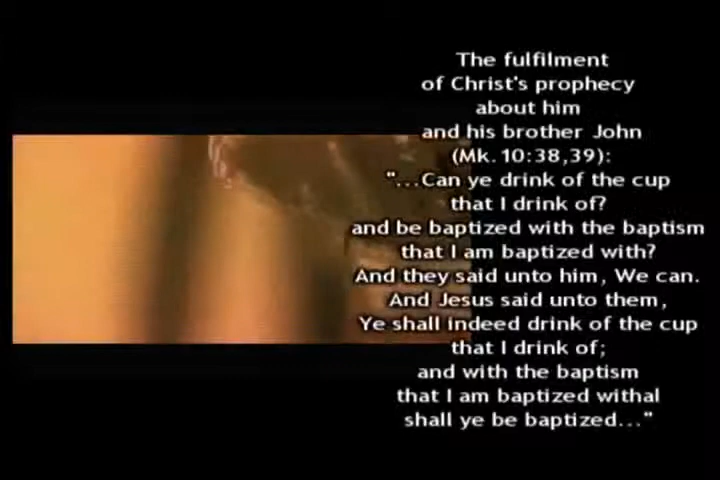 The fulfilment
of Christ's prophecy
about him
and his brother John
(Mk. 10:38,39):
"...Can ye drink of the cup
that I drink of?
and be baptized with the baptism
that I am baptized with?
And they said unto him, We can.
And Jesus said unto them,
Ye shall indeed drink of the cup
that I drink of;
and with the baptism
that I am baptized withal
shall ye be baptized..."